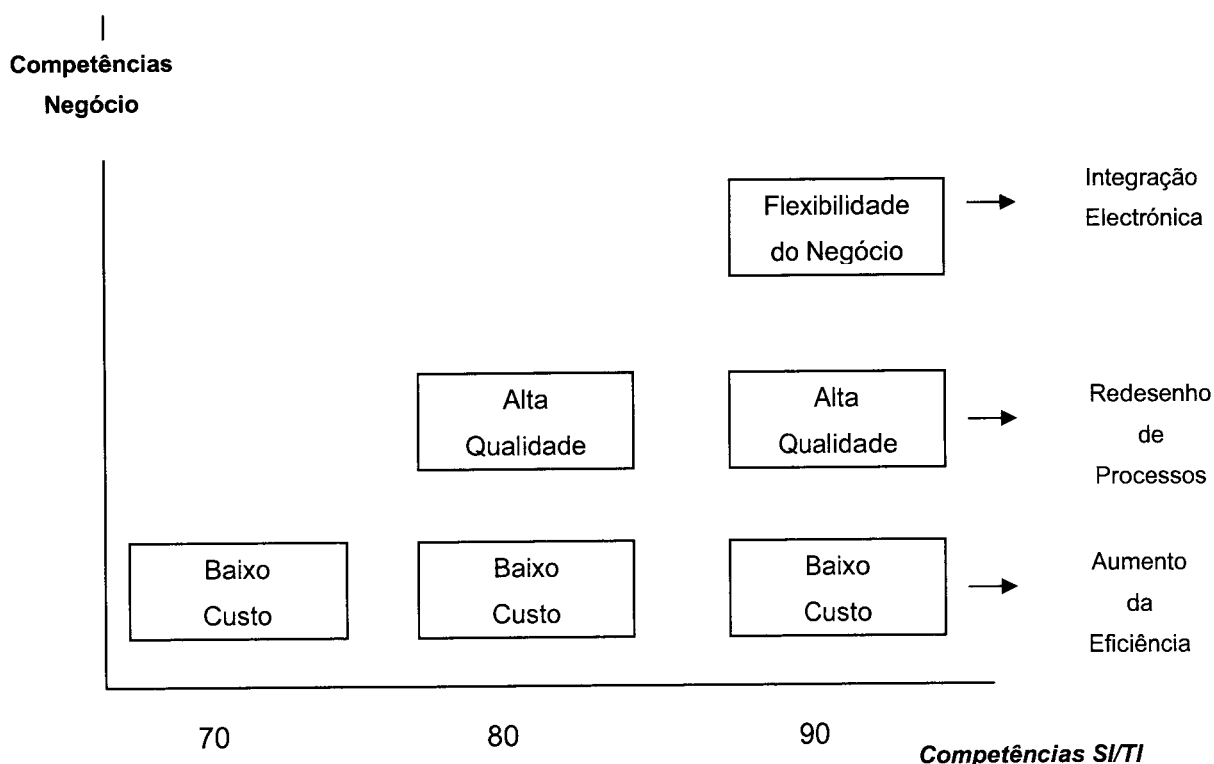 Competências
Negócio
Flexibilidade
do Negócio
Integração
Electrónica
Alta
Qualidade
Alta
Qualidade
Redesenho
de
Processos
Baixo
Custo
Baixo
Custo
Baixo
Custo
Aumento
da
Eficiência
70
80
90
Competências SI/TI